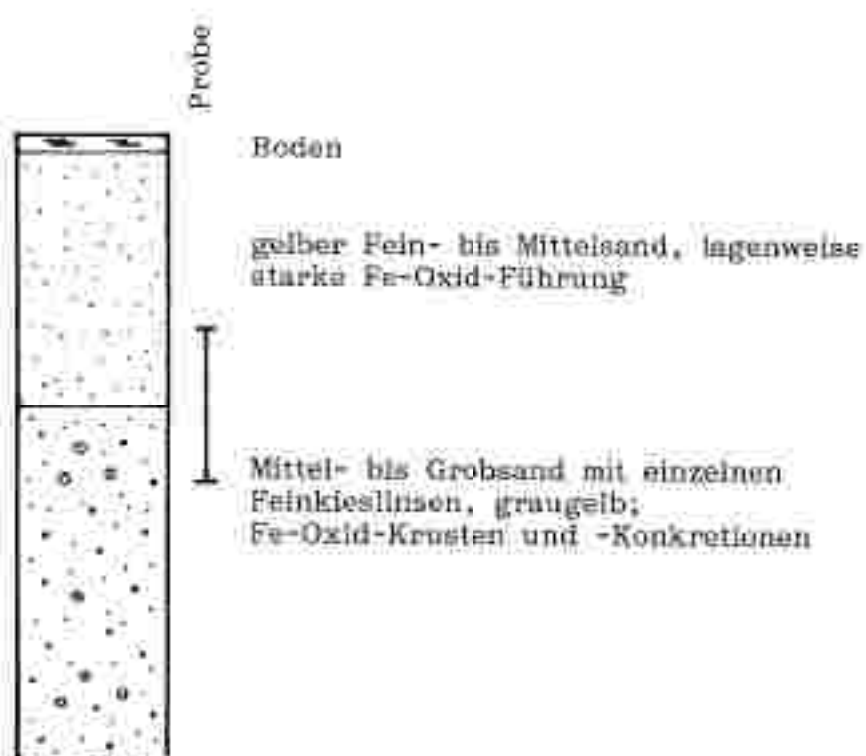 Probe
Boden
gelber Fein- bis Mittelsand, lagenweise
starke Fe-Oxid-Führung
Mittel- bis Grobsand mit einzelnen
Feinkieslinsen, graugelb;
Fe-Oxid-Krusten und -Konkretionen